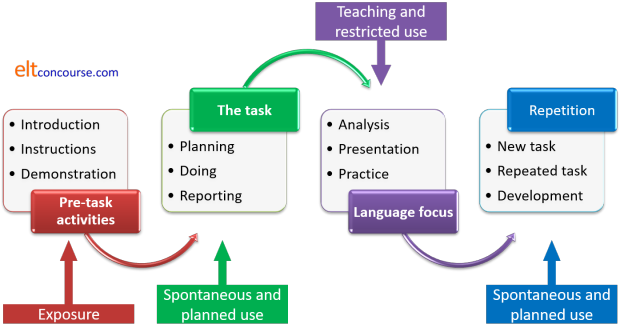 Teaching and
restricted use
eltconcourse.com
• Introduction
• Instructions
• Demonstration
Pre-task
activities
Exposure
The task
• Planning
• Doing
• Reporting
Spontaneous and
planned use
• Analysis
• Presentation
• Practice
Language focus
Repetition
• New task
• Repeated task
• Development
Spontaneous and
planned use